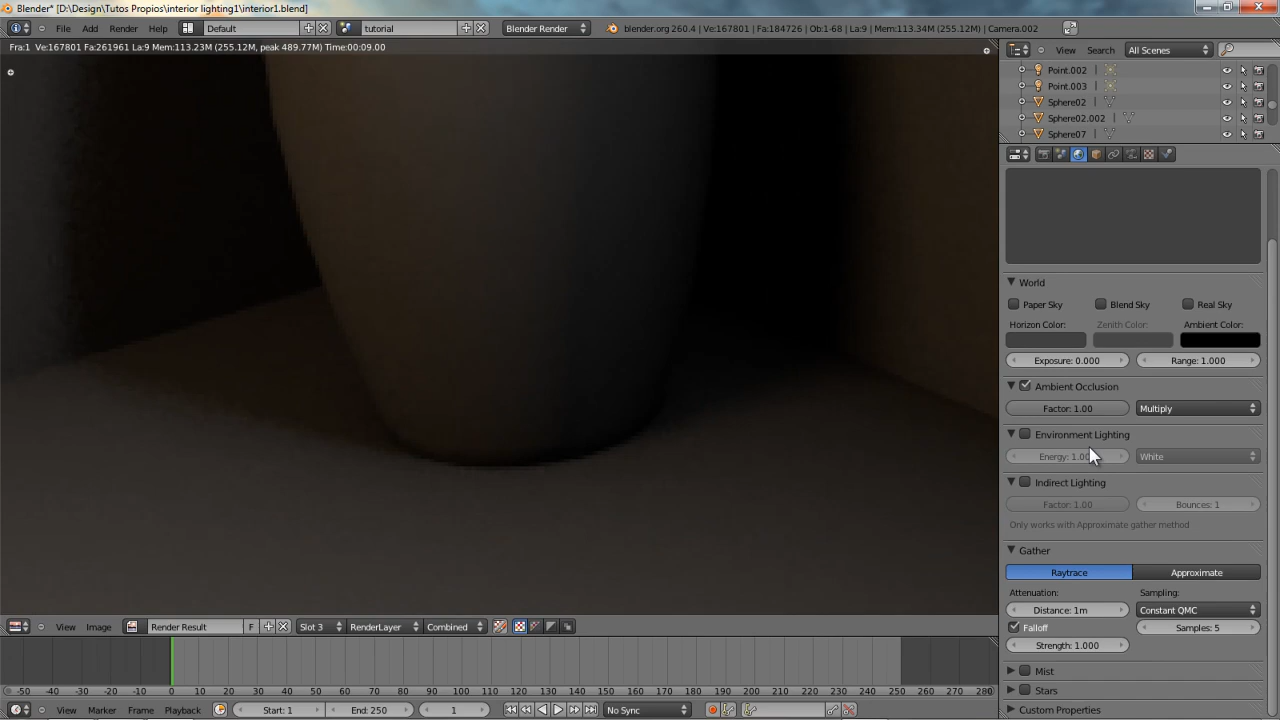 Blender* [D:\Design\Tutos Propios\interior lighting1\interior1.blend]
File Add Render Help Default tutorial Blender Render blender.org 260.4 | Ve:167801 | Fa:184726 | Ob:1-68 | La:9 | Mem:113.34M (255.12M) | Camera.002
Fra:1 Ve:167801 Fa:261961 La:9 Mem:113.23M (255.12M, peak 489.77M) Time:00:09.00
View Search All Scenes
Point.002
Point.003
Sphere02
Sphere02.002
Sphere07
World
Paper Sky Blend Sky Real Sky
Horizon Color: Zenith Color: Ambient Color:
Exposure: 0.000 Range: 1.000
Ambient Occlusion
Factor: 1.00 Multiply
Environment Lighting
Energy: 1.00 White
Indirect Lighting
Factor: 1.00 Bounces: 1
Only works with Approximate gather method
Gather
Raytrace Approximate
Attenuation: Sampling:
Distance: 1m Constant QMC
Falloff Samples: 5
Strength: 1.000
Mist
Stars
Custom Properties
View Image Render Result F Slot 3 RenderLayer Combined
-50 -40 -30 -20 -10 0 10 20 30 40 50 60 70 80 90 100 110 120 130 140 150 160 170 180 190 200 210 220 230 240 250 260 270 280
View Marker Frame Playback Start: 1 End: 250 1 No Sync